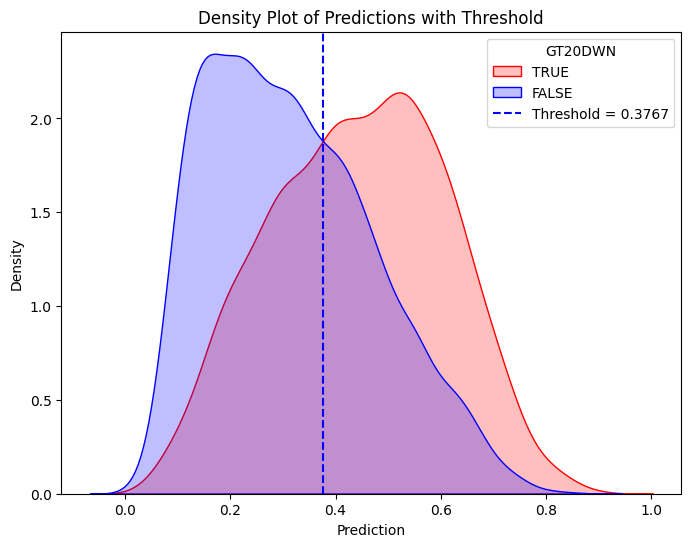 Density Plot of Predictions with Threshold
GT20DWN
TRUE
FALSE
Threshold = 0.3767
Density
2.0
1.5
1.0
0.5
0.0
0.0 0.2 0.4 0.6 0.8 1.0
Prediction